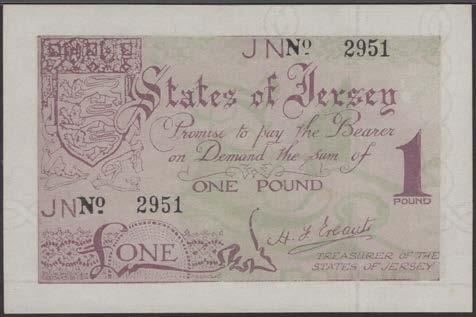 JN No 2951
States of Jersey
Promise to pay the Bearer
on Demand the sum of
ONE POUND
1
POUND
JN No 2951
£ONE
H. F. Ereaut
TREASURER OF THE
STATES OF JERSEY